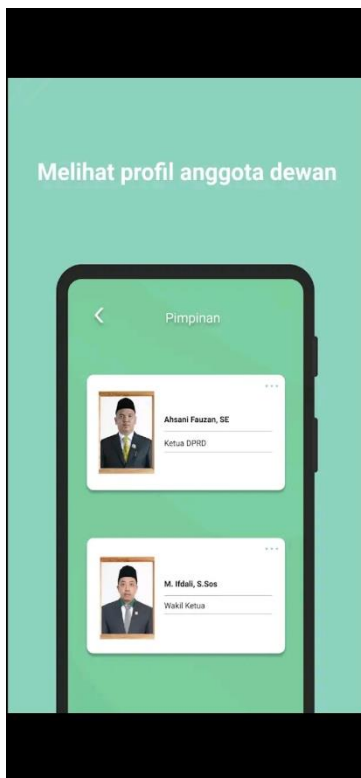 Melihat profil anggota dewan
Pimpinan
Ahsani Fauzan, SE
Ketua DPRD
M. Ifdali, S.Sos
Wakil Ketua